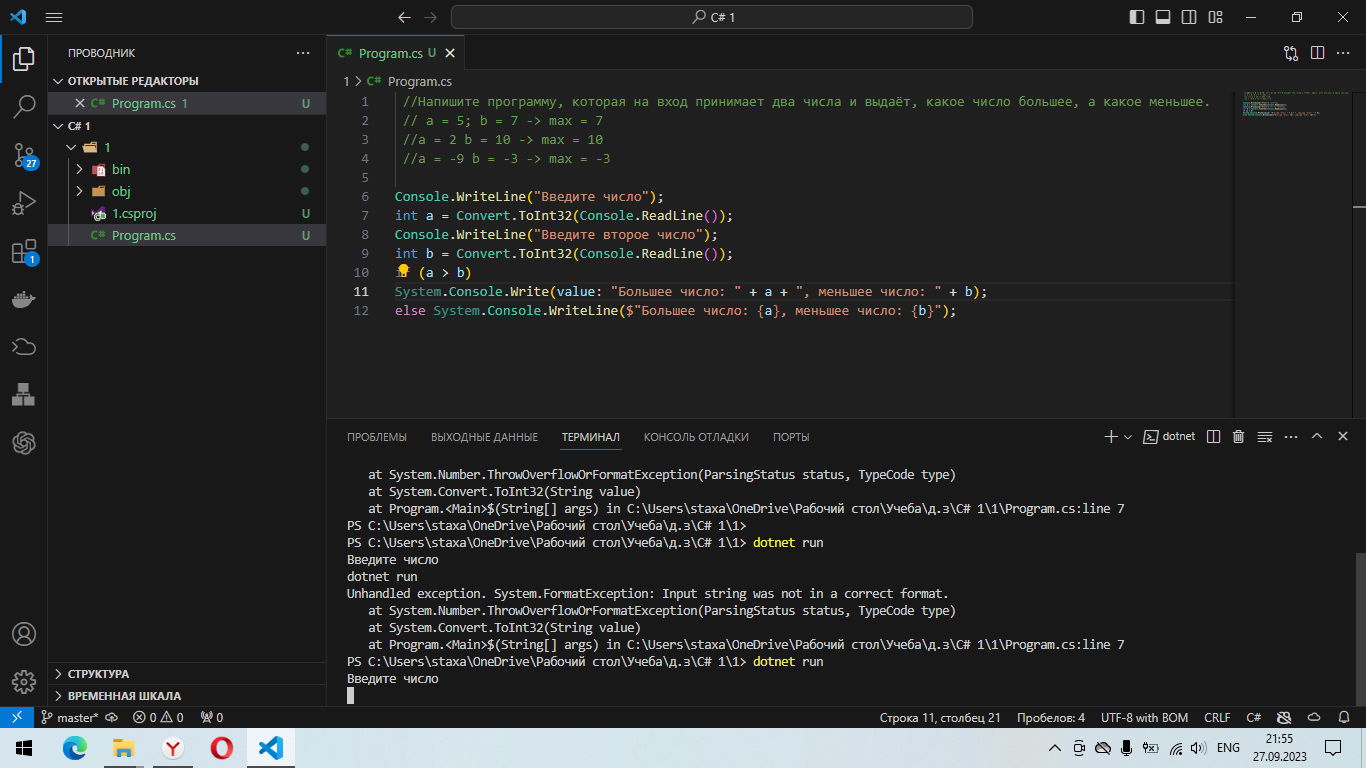 C# 1
ПРОВОДНИК
ОТКРЫТЫЕ РЕДАКТОРЫ
C# Program.cs 1 U
C# 1
1
bin
obj
1.csproj U
C# Program.cs U
27
1
СТРУКТУРА
ВРЕМЕННАЯ ШКАЛА
C# Program.cs U
1 > C# Program.cs
1 //Напишите программу, которая на вход принимает два числа и выдаёт, какое число большее, а какое меньшее.
2 // a = 5; b = 7 -> max = 7
3 //a = 2 b = 10 -> max = 10
4 //a = -9 b = -3 -> max = -3
5
6 Console.WriteLine("Введите число");
7 int a = Convert.ToInt32(Console.ReadLine());
8 Console.WriteLine("Введите второе число");
9 int b = Convert.ToInt32(Console.ReadLine());
10 (a > b)
11 System.Console.Write(value: "Большее число: " + a + ", меньшее число: " + b);
12 else System.Console.WriteLine($"Большее число: {a}, меньшее число: {b}");
ПРОБЛЕМЫ ВЫХОДНЫЕ ДАННЫЕ ТЕРМИНАЛ КОНСОЛЬ ОТЛАДКИ ПОРТЫ dotnet
at System.Number.ThrowOverflowOrFormatException(ParsingStatus status, TypeCode type)
at System.Convert.ToInt32(String value)
at Program.<Main>$(String[] args) in C:\Users\staxa\OneDrive\Рабочий стол\Учеба\д.з\C# 1\1\Program.cs:line 7
PS C:\Users\staxa\OneDrive\Рабочий стол\Учеба\д.з\C# 1\1>
PS C:\Users\staxa\OneDrive\Рабочий стол\Учеба\д.з\C# 1\1> dotnet run
Введите число
dotnet run
Unhandled exception. System.FormatException: Input string was not in a correct format.
at System.Number.ThrowOverflowOrFormatException(ParsingStatus status, TypeCode type)
at System.Convert.ToInt32(String value)
at Program.<Main>$(String[] args) in C:\Users\staxa\OneDrive\Рабочий стол\Учеба\д.з\C# 1\1\Program.cs:line 7
PS C:\Users\staxa\OneDrive\Рабочий стол\Учеба\д.з\C# 1\1> dotnet run
Введите число
master* 0 0 0 Строка 11, столбец 21 Пробелов: 4 UTF-8 with BOM CRLF C#
ENG 21:55
27.09.2023